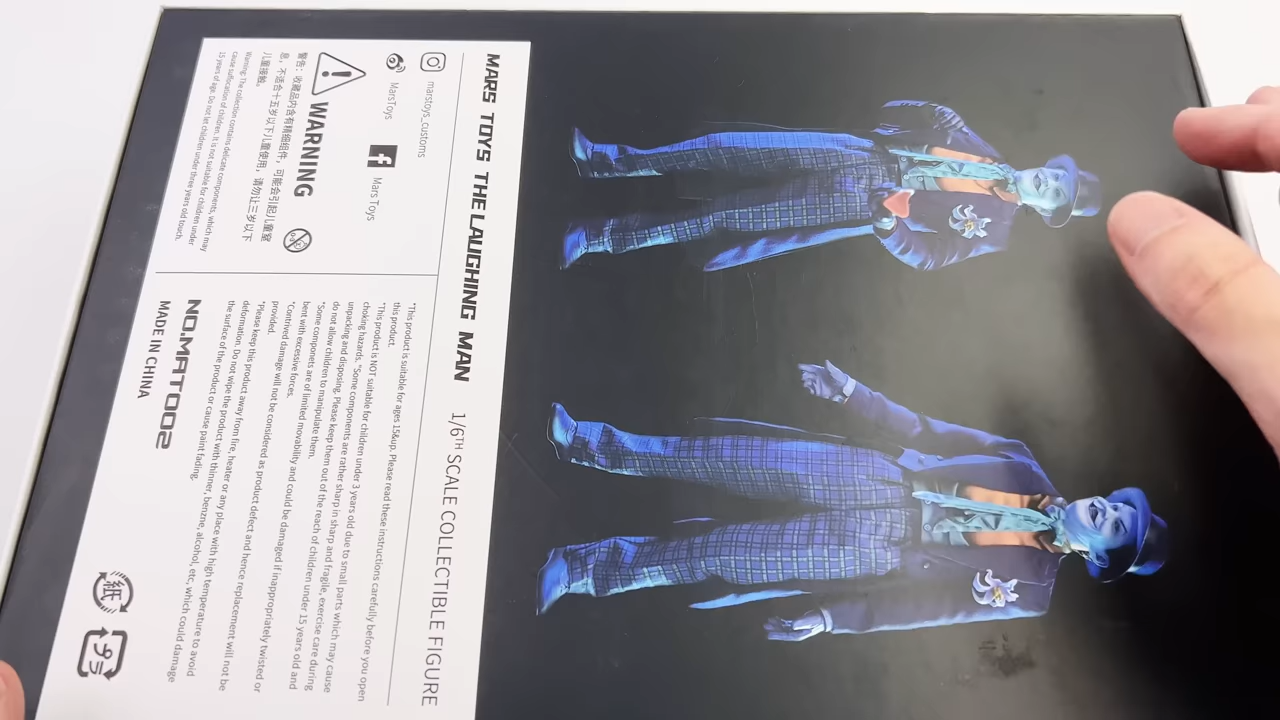 MARS TOYS THE LAUGHING MAN 1/6TH SCALE COLLECTIBLE FIGURE
marstoys_customs
MarsToys
Mars Toys
WARNING
警告：收藏品内含有精细组件，可能会引起儿童窒
息，不适合十五岁以下儿童使用，请勿让三岁以下
儿童接触。
Warning: The collection contains delicate components, which may
cause suffocation of children. It is not suitable for children under
15 years of age. Do not let children under three years old touch.
*This product is suitable for ages 15&up. Please read these instructions carefully before you open
this product.
*This product is NOT suitable for children under 3 years old due to small parts which may cause
choking hazards. *Some components are rather sharp in sharp and fragile, exercise care during
unpacking and disposing. Please keep them out of the reach of children under 15 years old and
do not allow children to manipulate them.
*Some componets are of limited movability and could be damaged if inappropriately twisted or
bent with excessive forces.
*Contrived damage will not be considered as product defect and hence replacement will not be
provided.
*Please keep this product away from fire, heater or any place with high temperature to avoid
deformation. Do not wipe the product with thinner, benzne, alcohol, etc, which could damage
the surface of the product or cause paint fading.
NO.MAT002
MADE IN CHINA
紙